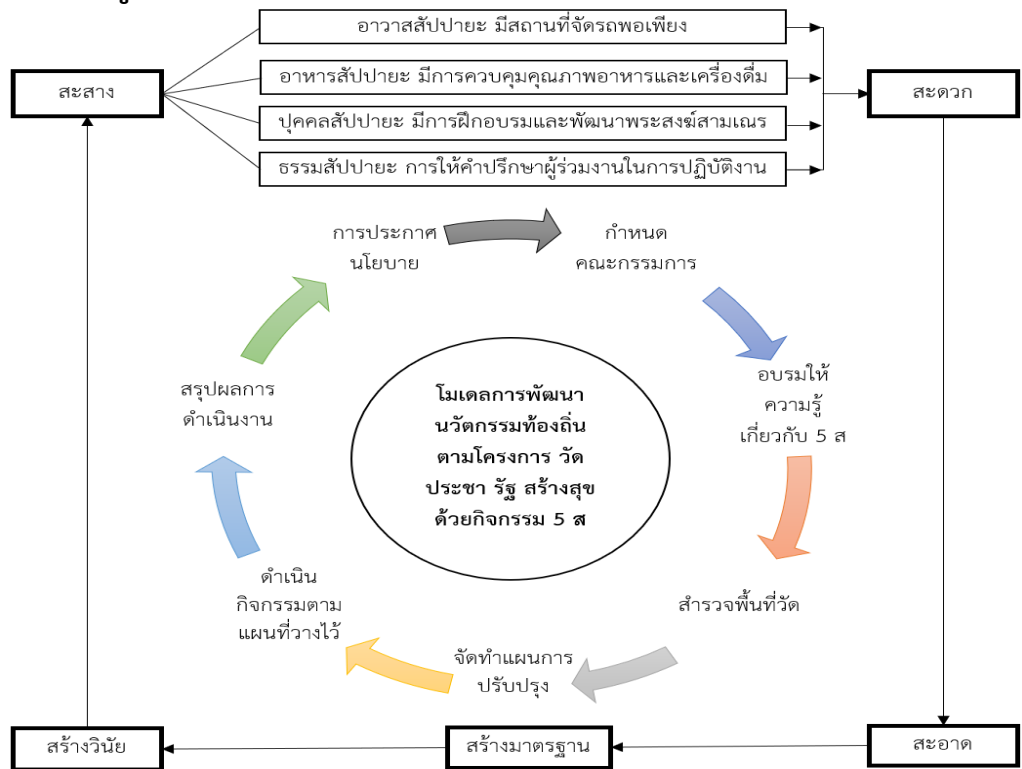 อาวาสสัปปายะ มีสถานที่จัดรถพอเพียง
สะสาง
อาหารสัปปายะ มีการควบคุมคุณภาพอาหารและเครื่องดื่ม
สะดวก
ปุคคลสัปปายะ มีการฝึกอบรมและพัฒนาพระสงฆ์สามเณร
ธรรมสัปปายะ การให้คำปรึกษาผู้ร่วมงานในการปฏิบัติงาน
การประกาศ
นโยบาย
กำหนด
คณะกรรมการ
อบรมให้
ความรู้
เกี่ยวกับ 5 ส
สรุปผลการ
ดำเนินงาน
โมเดลการพัฒนา
นวัตกรรมท้องถิ่น
ตามโครงการ วัด
ประชา รัฐ สร้างสุข
ด้วยกิจกรรม 5 ส
ดำเนิน
กิจกรรมตาม
แผนที่วางไว้
สำรวจพื้นที่วัด
จัดทำแผนการ
ปรับปรุง
สร้างวินัย
สร้างมาตรฐาน
สะอาด